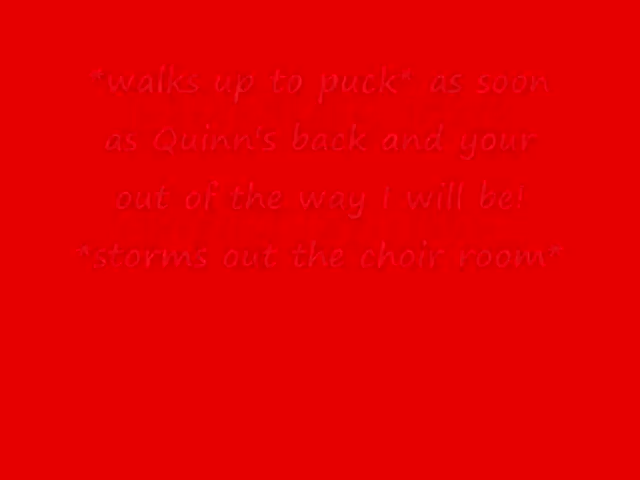 *walks up to puck* as soon
as Quinn's back and your
out of the way I will be!
*storms out the choir room*